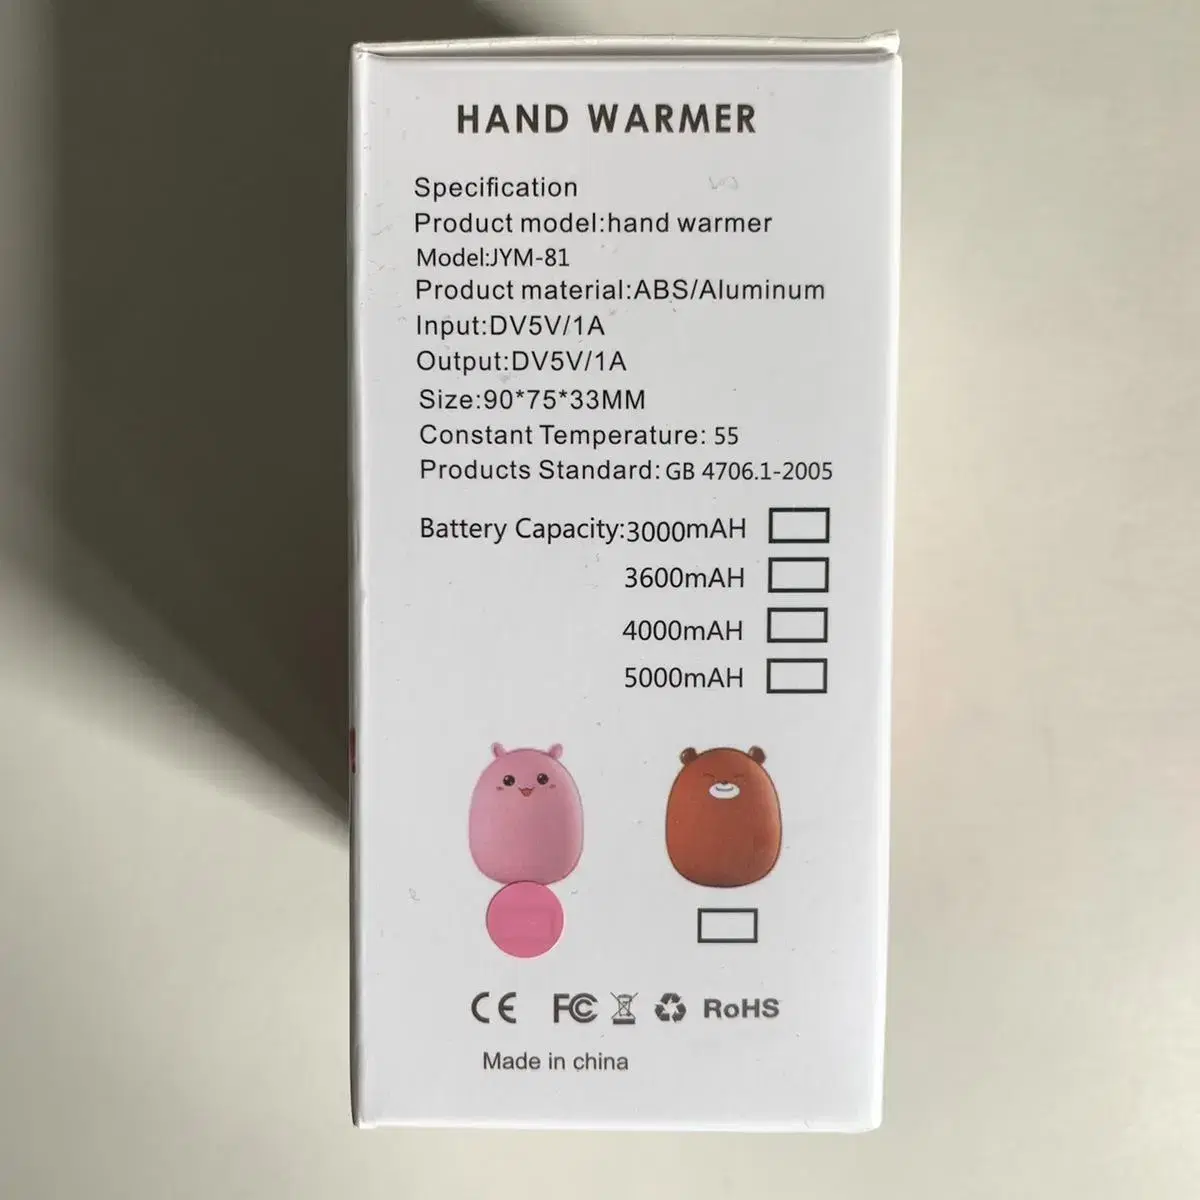 HAND WARMER
Specification
Product model:hand warmer
Model:JYM-81
Product material:ABS/Aluminum
Input:DV5V/1A
Output:DV5V/1A
Size:90*75*33MM
Constant Temperature: 55
Products Standard: GB 4706.1-2005
Battery Capacity:3000mAH
3600mAH
4000mAH
5000mAH
CE FC RoHS
Made in china